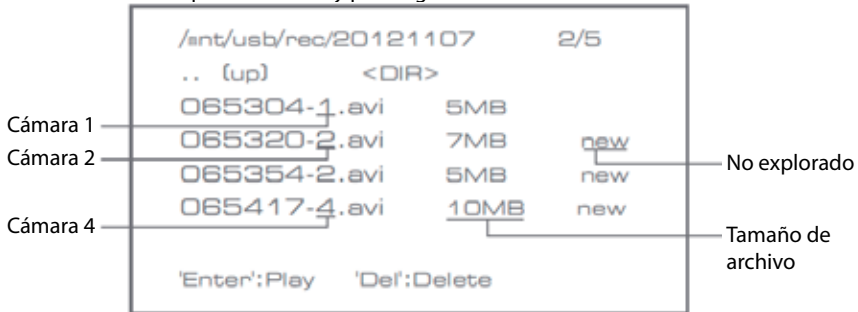 /mnt/usb/rec/20121107 2/5
.. (up) <DIR>
065304-1.avi 5MB
065320-2.avi 7MB new
065354-2.avi 5MB new
065417-4.avi 10MB new
'Enter':Play 'Del':Delete
Cámara 1
Cámara 2
Cámara 4
No explorado
Tamaño de
archivo